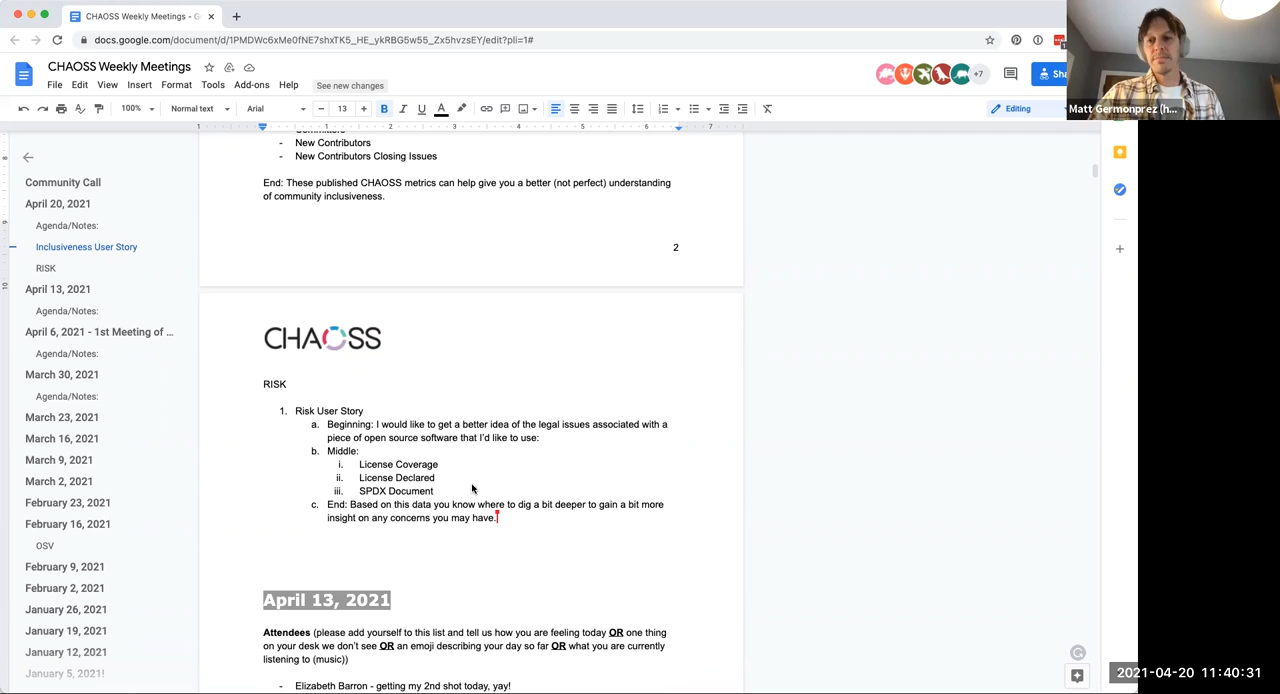 CHAOSS Weekly Meetings - G
docs.google.com/document/d/1PMDWc6xMe0fNE7shxTK5_HE_ykRBG5w55_Zx5hvzsEY/edit?pli=1#
CHAOSS Weekly Meetings
File Edit View Insert Format Tools Add-ons Help See new changes
+7
Sha
100% Normal text Arial 13 B I U A Editing
Matt Germonprez (h...
1 1 2 3 4 5 6 7
Community Call
April 20, 2021
Agenda/Notes:
Inclusiveness User Story
RISK
April 13, 2021
Agenda/Notes:
April 6, 2021 - 1st Meeting of ...
Agenda/Notes:
March 30, 2021
Agenda/Notes:
March 23, 2021
March 16, 2021
March 9, 2021
March 2, 2021
February 23, 2021
February 16, 2021
OSV
February 9, 2021
February 2, 2021
January 26, 2021
January 19, 2021
January 12, 2021
January 5, 2021!
Committers
- New Contributors
- New Contributors Closing Issues
End: These published CHAOSS metrics can help give you a better (not perfect) understanding
of community inclusiveness.
2
CHAOSS
RISK
1. Risk User Story
a. Beginning: I would like to get a better idea of the legal issues associated with a
piece of open source software that I'd like to use:
b. Middle:
i. License Coverage
ii. License Declared
iii. SPDX Document
c. End: Based on this data you know where to dig a bit deeper to gain a bit more
insight on any concerns you may have.
April 13, 2021
Attendees (please add yourself to this list and tell us how you are feeling today OR one thing
on your desk we don't see OR an emoji describing your day so far OR what you are currently
listening to (music))
- Elizabeth Barron - getting my 2nd shot today, yay!
2021-04-20 11:40:31